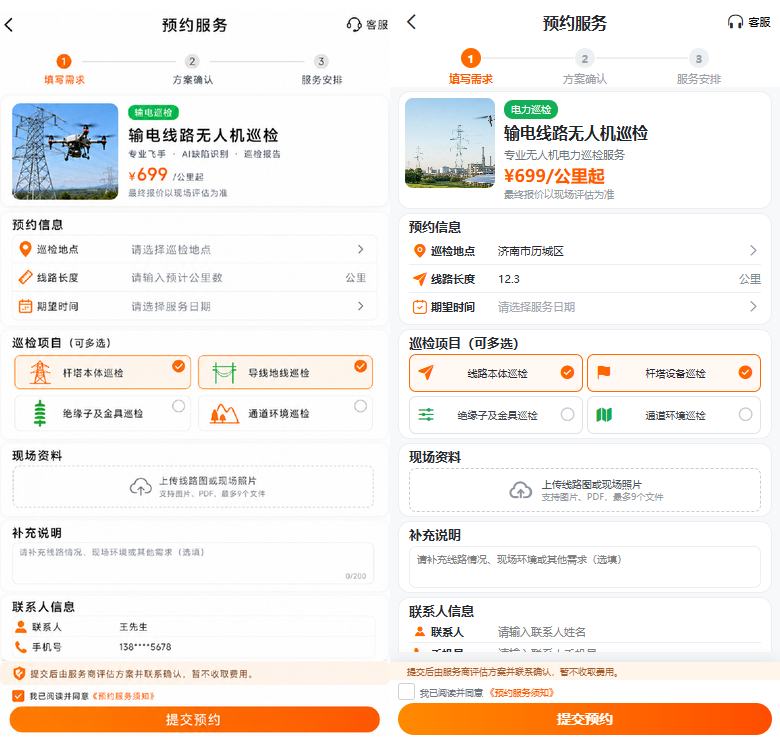 预约服务
客服
1
2
3
填写需求
方案确认
服务安排
输电巡检
输电线路无人机巡检
专业飞手 · AI缺陷识别 · 巡检报告
¥699 /公里起
最终报价以现场评估为准
预约信息
巡检地点 请选择巡检地点
线路长度 请输入预计公里数 公里
期望时间 请选择服务日期
巡检项目（可多选）
杆塔本体巡检
导线地线巡检
绝缘子及金具巡检
通道环境巡检
现场资料
上传线路图或现场照片
支持图片、PDF，最多9个文件
补充说明
请补充线路情况、现场环境或其他需求（选填）
0/200
联系人信息
联系人 王先生
手机号 138****5678
提交后由服务商评估方案并联系确认，暂不收取费用。
我已阅读并同意《预约服务须知》
提交预约
预约服务
客服
1
2
3
填写需求
方案确认
服务安排
电力巡检
输电线路无人机巡检
专业无人机电力巡检服务
¥699/公里起
最终报价以现场评估为准
预约信息
巡检地点 济南市历城区
线路长度 12.3 公里
期望时间 请选择服务日期
巡检项目（可多选）
线路本体巡检
杆塔设备巡检
绝缘子及金具巡检
通道环境巡检
现场资料
上传线路图或现场照片
支持图片、PDF，最多9个文件
补充说明
请补充线路情况、现场环境或其他需求（选填）
联系人信息
联系人 请输入联系人姓名
提交后由服务商评估方案并联系确认，暂不收取费用。
我已阅读并同意 《预约服务须知》
提交预约